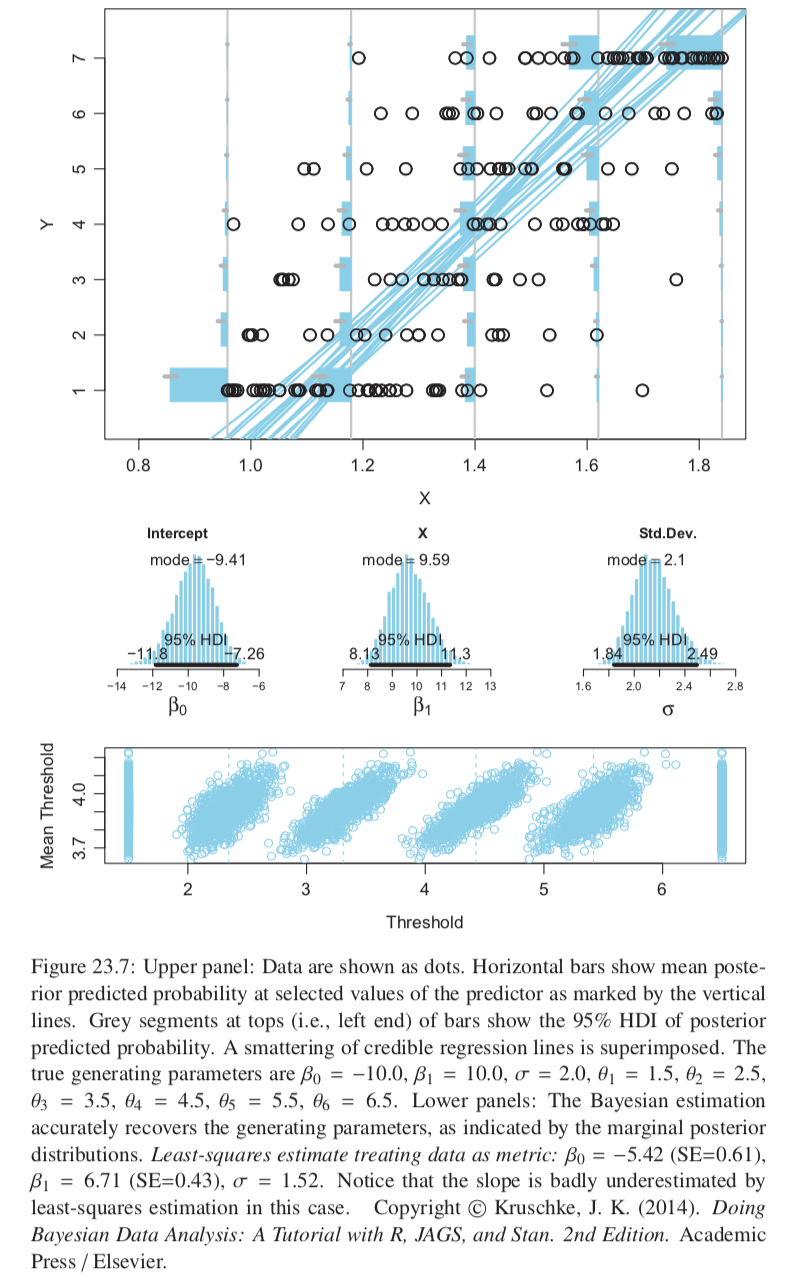 7
6
5
4
3
2
1
Y
0.8 1.0 1.2 1.4 1.6 1.8
X
Intercept X Std.Dev.
mode = −9.41 mode = 9.59 mode = 2.1
95% HDI 95% HDI 95% HDI
−11.8 −7.26 8.13 11.3 1.84 2.49
−14 −12 −10 −8 −6 7 8 9 10 11 12 13 1.6 2.0 2.4 2.8
β0 β1 σ
Mean Threshold
4.0
3.7
2 3 4 5 6
Threshold
Figure 23.7: Upper panel: Data are shown as dots. Horizontal bars show mean poste-
rior predicted probability at selected values of the predictor as marked by the vertical
lines. Grey segments at tops (i.e., left end) of bars show the 95% HDI of posterior
predicted probability. A smattering of credible regression lines is superimposed. The
true generating parameters are β0 = −10.0, β1 = 10.0, σ = 2.0, θ1 = 1.5, θ2 = 2.5,
θ3 = 3.5, θ4 = 4.5, θ5 = 5.5, θ6 = 6.5. Lower panels: The Bayesian estimation
accurately recovers the generating parameters, as indicated by the marginal posterior
distributions. Least-squares estimate treating data as metric: β0 = −5.42 (SE=0.61),
β1 = 6.71 (SE=0.43), σ = 1.52. Notice that the slope is badly underestimated by
least-squares estimation in this case. Copyright © Kruschke, J. K. (2014). Doing
Bayesian Data Analysis: A Tutorial with R, JAGS, and Stan. 2nd Edition. Academic
Press / Elsevier.